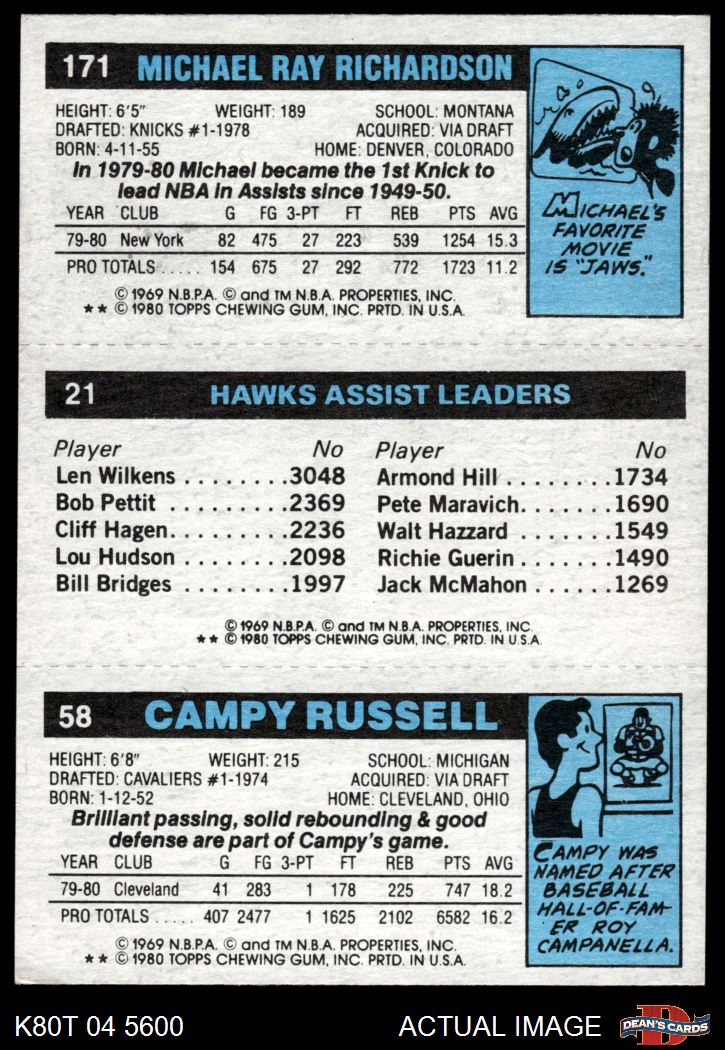 171 MICHAEL RAY RICHARDSON
HEIGHT: 6'5" WEIGHT: 189 SCHOOL: MONTANA
DRAFTED: KNICKS #1-1978 ACQUIRED: VIA DRAFT
BORN: 4-11-55 HOME: DENVER, COLORADO
In 1979-80 Michael became the 1st Knick to
lead NBA in Assists since 1949-50.
YEAR CLUB G FG 3-PT FT REB PTS AVG
79-80 New York 82 475 27 223 539 1254 15.3
PRO TOTALS ..... 154 675 27 292 772 1723 11.2
© 1969 N.B.P.A. © and TM N.B.A. PROPERTIES, INC.
** © 1980 TOPPS CHEWING GUM, INC. PRTD. IN U.S.A.
MICHAEL'S
FAVORITE
MOVIE
IS "JAWS."
21 HAWKS ASSIST LEADERS
Player No Player No
Len Wilkens ........3048 Armond Hill ........1734
Bob Pettit .........2369 Pete Maravich.......1690
Cliff Hagen.........2236 Walt Hazzard .......1549
Lou Hudson ........2098 Richie Guerin.......1490
Bill Bridges ........1997 Jack McMahon ......1269
© 1969 N.B.P.A. © and TM N.B.A. PROPERTIES, INC.
** © 1980 TOPPS CHEWING GUM, INC. PRTD. IN U.S.A.
58 CAMPY RUSSELL
HEIGHT: 6'8" WEIGHT: 215 SCHOOL: MICHIGAN
DRAFTED: CAVALIERS #1-1974 ACQUIRED: VIA DRAFT
BORN: 1-12-52 HOME: CLEVELAND, OHIO
Brilliant passing, solid rebounding & good
defense are part of Campy's game.
YEAR CLUB G FG 3-PT FT REB PTS AVG
79-80 Cleveland 41 283 1 178 225 747 18.2
PRO TOTALS ..... 407 2477 1 1625 2102 6582 16.2
© 1969 N.B.P.A. © and TM N.B.A. PROPERTIES, INC.
** © 1980 TOPPS CHEWING GUM, INC. PRTD. IN U.S.A.
CAMPY WAS
NAMED AFTER
BASEBALL
HALL-OF-FAM-
ER ROY
CAMPANELLA.
K80T 04 5600 ACTUAL IMAGE DEAN'S CARDS